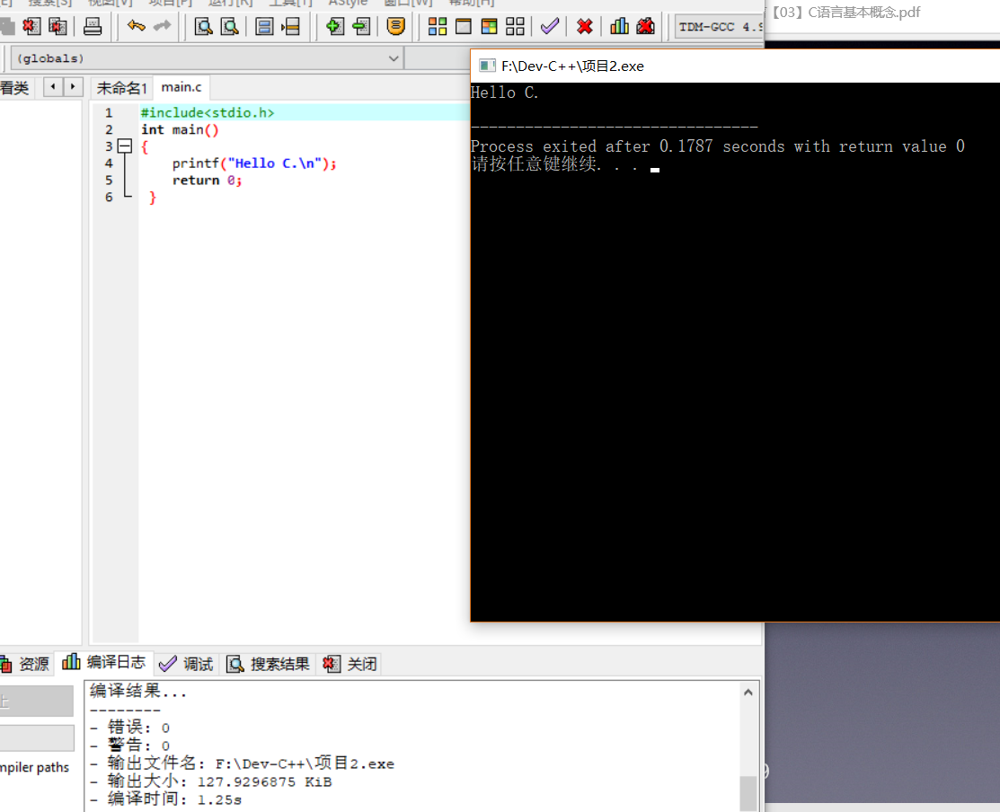 搜索[S] 视图[V] 项目[P] 运行[R] 工具[T] AStyle 窗口[W] 帮助[H]
【03】C语言基本概念.pdf
TDM-GCC 4.9
(globals)
看类
未命名1 main.c
1 #include<stdio.h>
2 int main()
3 {
4 printf("Hello C.\n");
5 return 0;
6 }
F:\Dev-C++\项目2.exe
Hello C.
--------------------------------
Process exited after 0.1787 seconds with return value 0
请按任意键继续. . .
资源 编译日志 调试 搜索结果 关闭
编译结果...
--------
- 错误: 0
- 警告: 0
- 输出文件名: F:\Dev-C++\项目2.exe
- 输出大小: 127.9296875 KiB
- 编译时间: 1.25s
mpiler paths